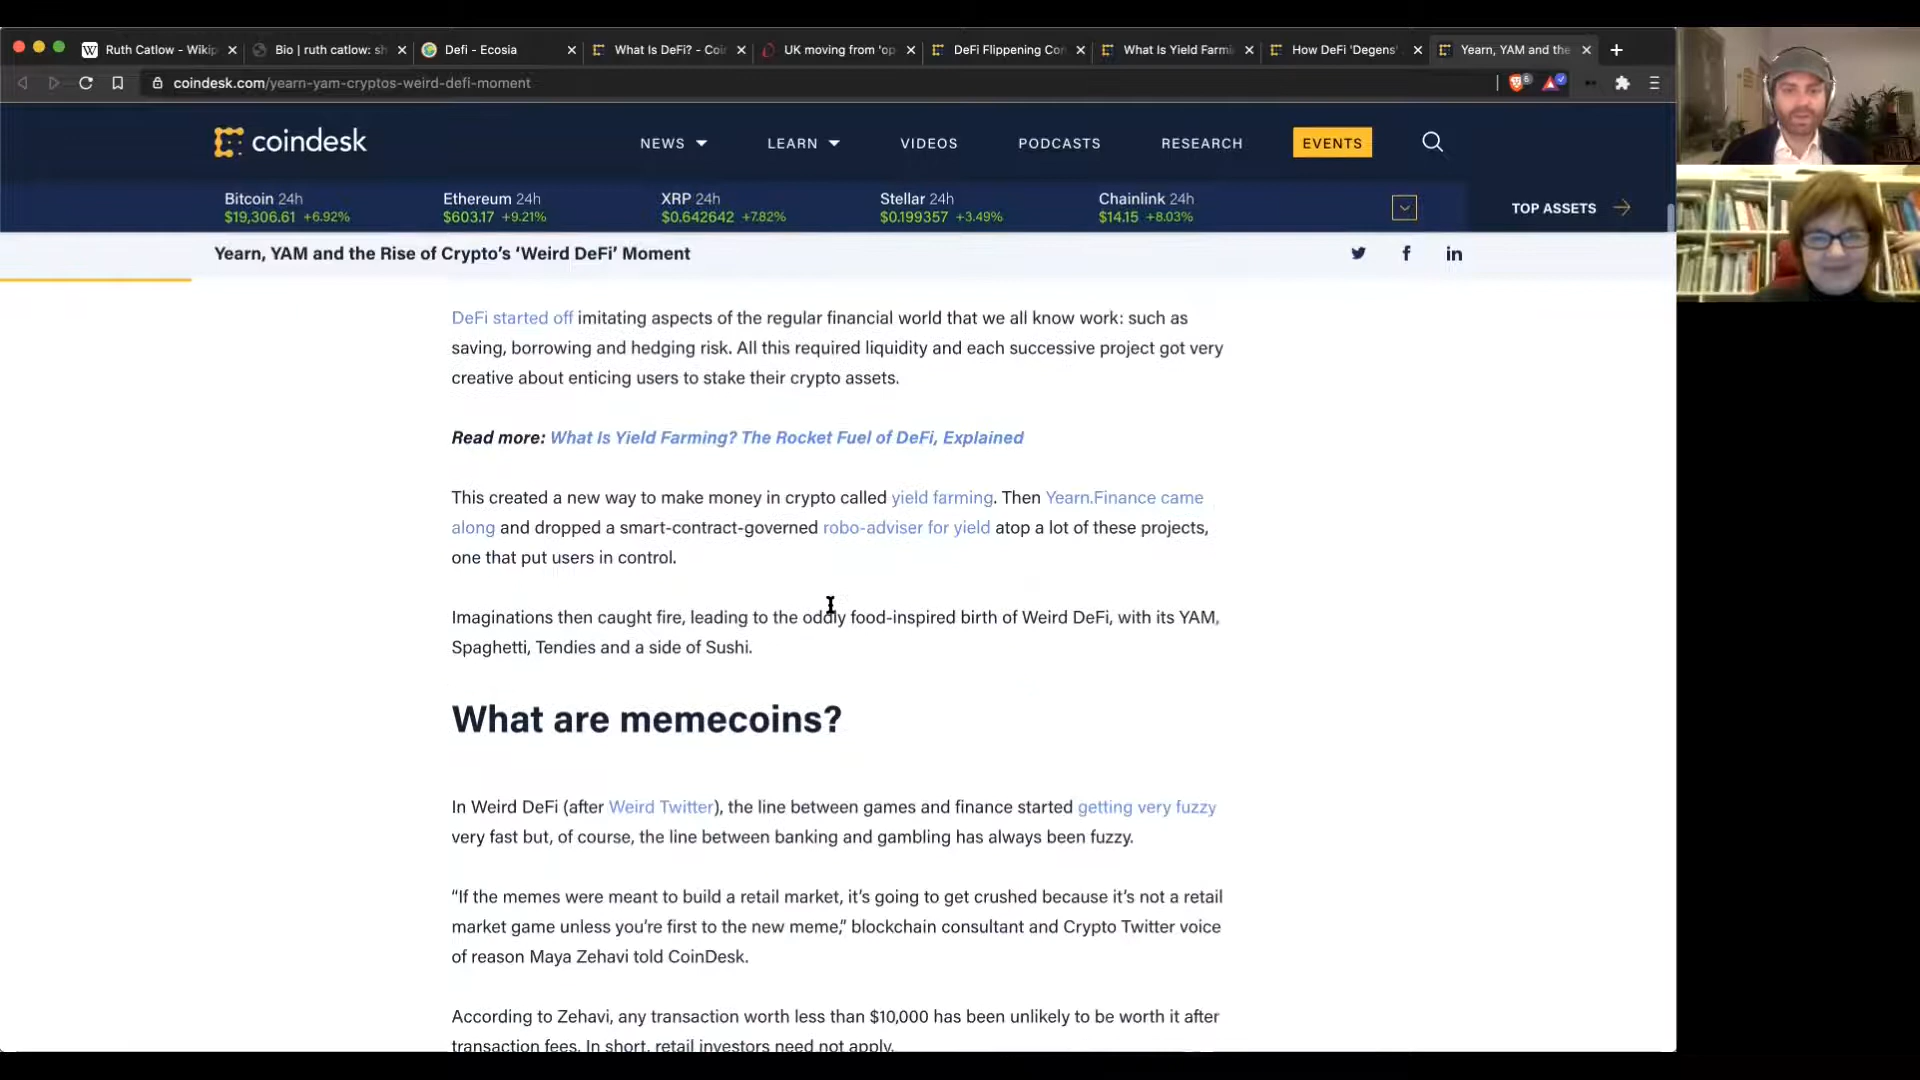 Ruth Catlow - Wikip
Bio | ruth catlow: sh
Defi - Ecosia
What Is DeFi? - Coi
UK moving from 'op
DeFi Flippening Co
What Is Yield Farmi
How DeFi 'Degens'
Yearn, YAM and the
coindesk.com/yearn-yam-cryptos-weird-defi-moment
coindesk
NEWS
LEARN
VIDEOS
PODCASTS
RESEARCH
EVENTS
Bitcoin 24h
$19,306.61 +6.92%
Ethereum 24h
$603.17 +9.21%
XRP 24h
$0.642642 +7.82%
Stellar 24h
$0.199357 +3.49%
Chainlink 24h
$14.15 +8.03%
TOP ASSETS
Yearn, YAM and the Rise of Crypto’s ‘Weird DeFi’ Moment
DeFi started off imitating aspects of the regular financial world that we all know work: such as
saving, borrowing and hedging risk. All this required liquidity and each successive project got very
creative about enticing users to stake their crypto assets.
Read more: What Is Yield Farming? The Rocket Fuel of DeFi, Explained
This created a new way to make money in crypto called yield farming. Then Yearn.Finance came
along and dropped a smart-contract-governed robo-adviser for yield atop a lot of these projects,
one that put users in control.
Imaginations then caught fire, leading to the oddly food-inspired birth of Weird DeFi, with its YAM,
Spaghetti, Tendies and a side of Sushi.
What are memecoins?
In Weird DeFi (after Weird Twitter), the line between games and finance started getting very fuzzy
very fast but, of course, the line between banking and gambling has always been fuzzy.
“If the memes were meant to build a retail market, it’s going to get crushed because it’s not a retail
market game unless you’re first to the new meme,” blockchain consultant and Crypto Twitter voice
of reason Maya Zehavi told CoinDesk.
According to Zehavi, any transaction worth less than $10,000 has been unlikely to be worth it after
transaction fees. In short, retail investors need not apply.